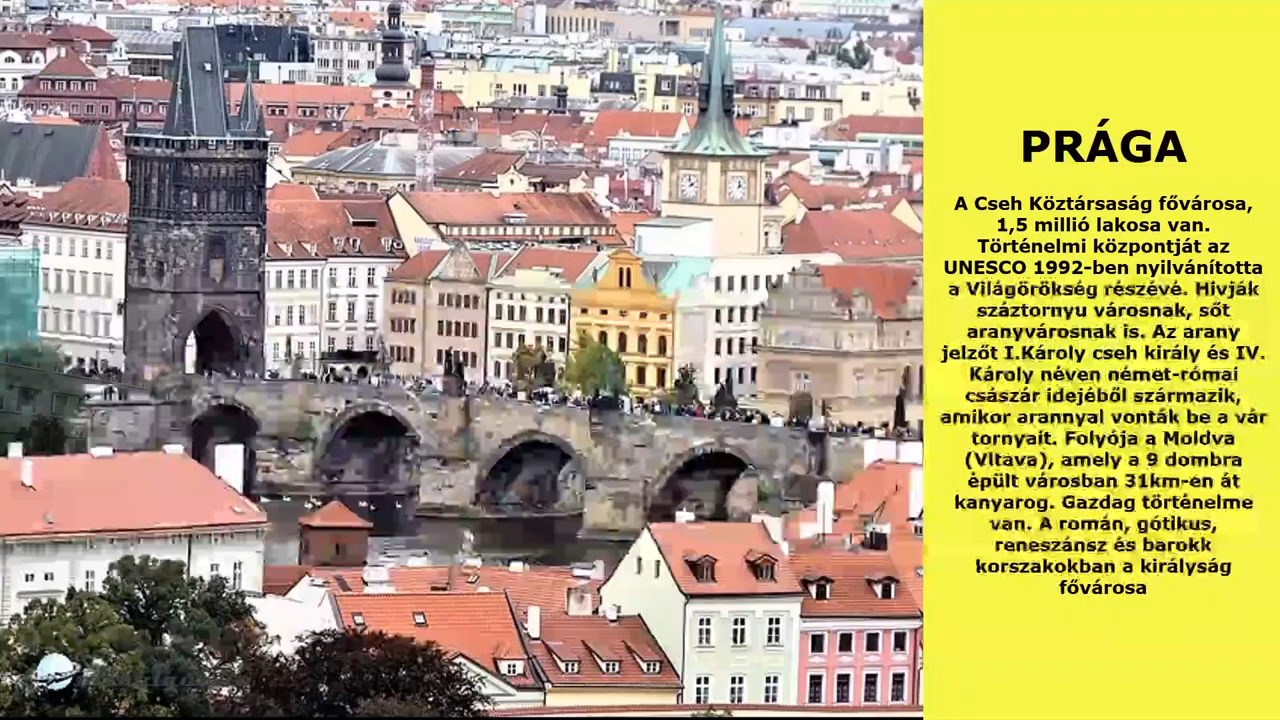 PRÁGA
A Cseh Köztársaság fővárosa,
1,5 millió lakosa van.
Történelmi központját az
UNESCO 1992-ben nyilvánította
a Világörökség részévé. Hivják
száztornyu városnak, sőt
aranyvárosnak is. Az arany
jelzőt I.Károly cseh király és IV.
Károly néven német-római
császár idejéből származik,
amikor arannyal vonták be a vár
tornyait. Folyója a Moldva
(Vltava), amely a 9 dombra
épült városban 31km-en át
kanyarog. Gazdag történelme
van. A román, gótikus,
reneszánsz és barokk
korszakokban a királyság
fővárosa